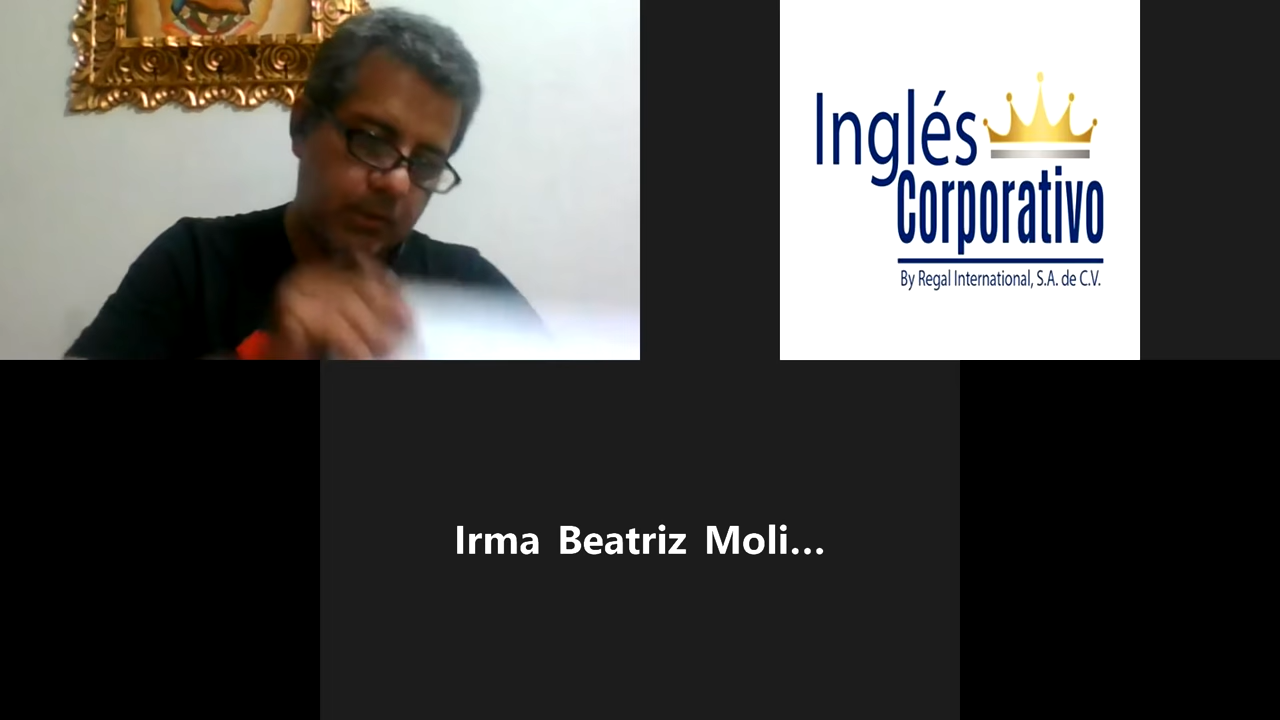 Inglés
Corporativo
By Regal International, S.A. de C.V.
Irma Beatriz Moli...